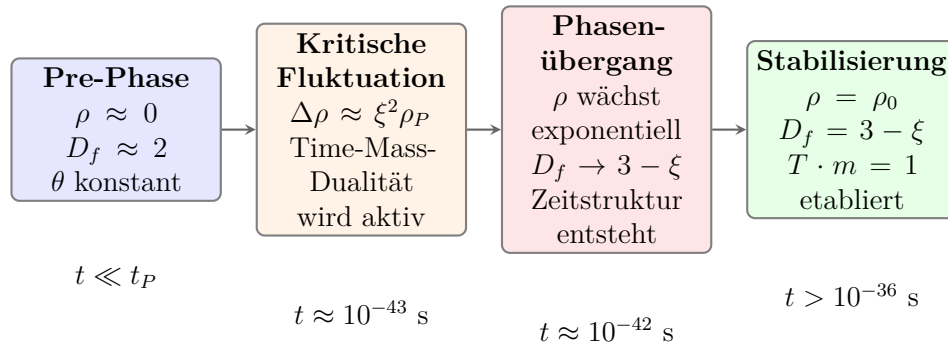 Pre-Phase
ρ ≈ 0
D_f ≈ 2
θ konstant
Kritische
Fluktuation
Δρ ≈ ξ²ρ_P
Time-Mass-
Dualität
wird aktiv
Phasen-
übergang
ρ wächst
exponentiell
D_f → 3 − ξ
Zeitstruktur
entsteht
Stabilisierung
ρ = ρ₀
D_f = 3 − ξ
T · m = 1
etabliert
t ≪ t_P
t ≈ 10⁻⁴³ s
t ≈ 10⁻⁴² s
t > 10⁻³⁶ s